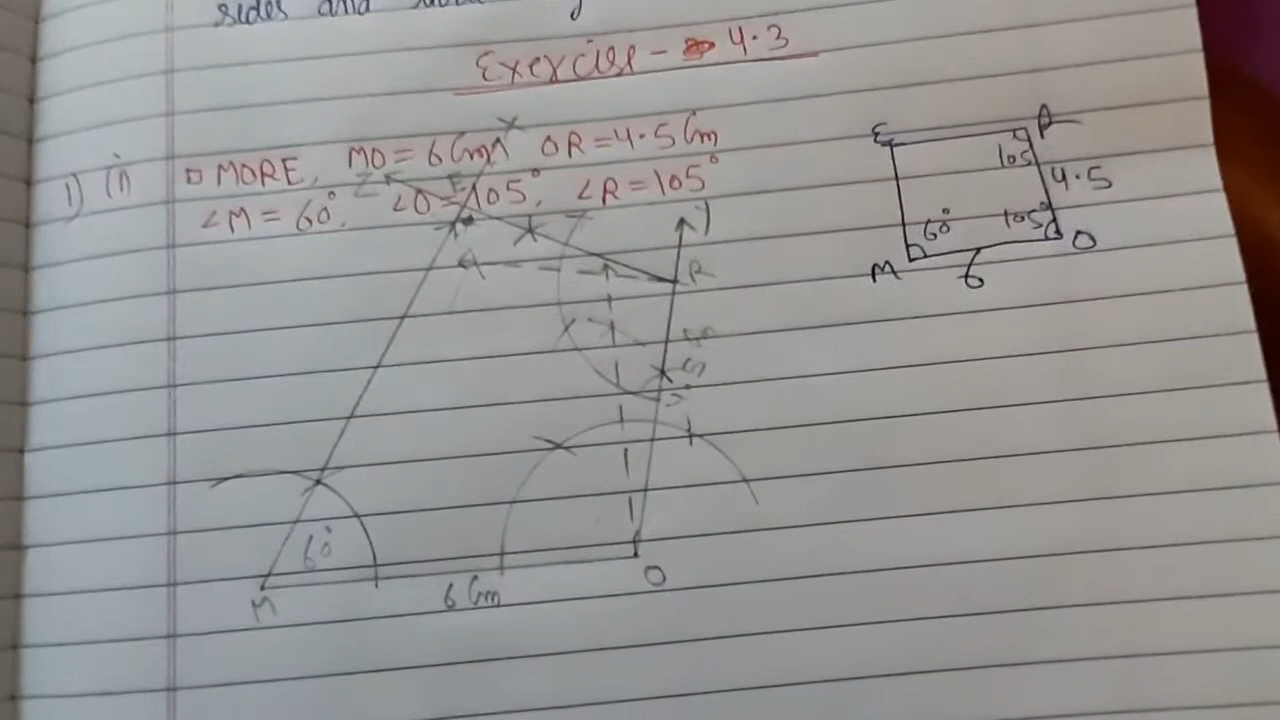 sides and
Exercise - 4.3
1) (i) □ MORE, MO = 6 Cm, OR = 4.5 Cm
∠M = 60°, ∠O = 105°, ∠R = 105°
E R
105
4.5
60° 105°
M 6 O
Z E
Y
R
S
60°
M 6 Cm O